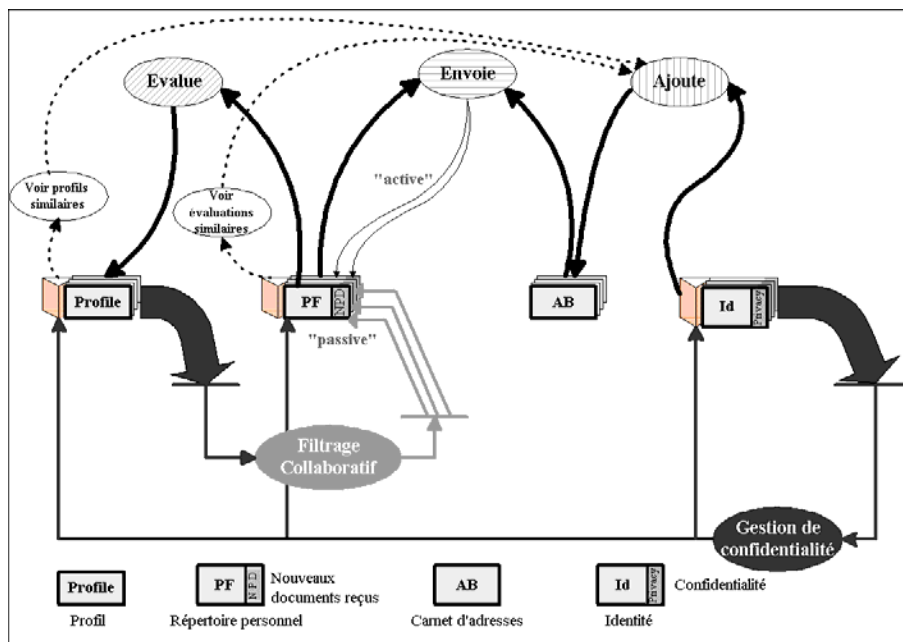 Evalue
Envoie
Ajoute
Voir profils
similaires
Voir
évaluations
similaires
"active"
Profile
PF
NPD
AB
Id
Privacy
"passive"
Filtrage
Collaboratif
Gestion de
confidentialité
Profile
Profil
PF
NPD
Nouveaux
documents reçus
Répertoire personnel
AB
Carnet d'adresses
Id
Privacy
Confidentialité
Identité